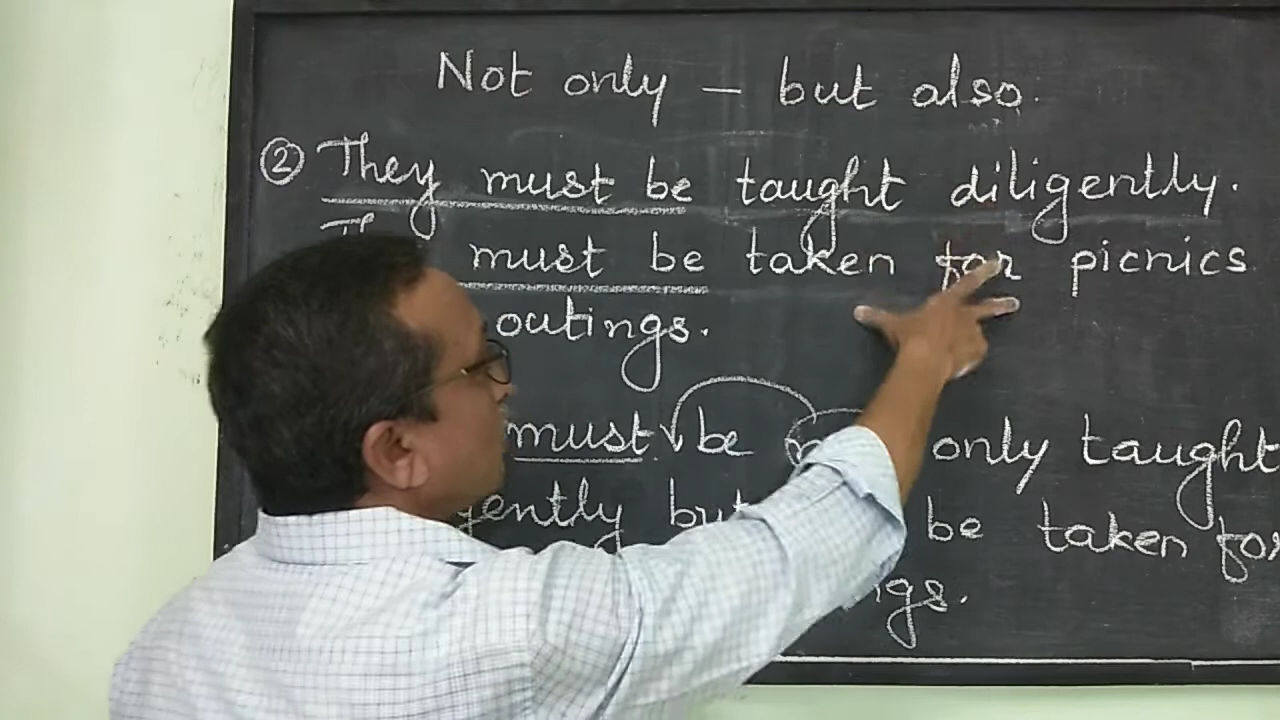 Not only – but also.
② They must be taught diligently.
must be taken for picnics
outings.
must be only taught
but be taken for